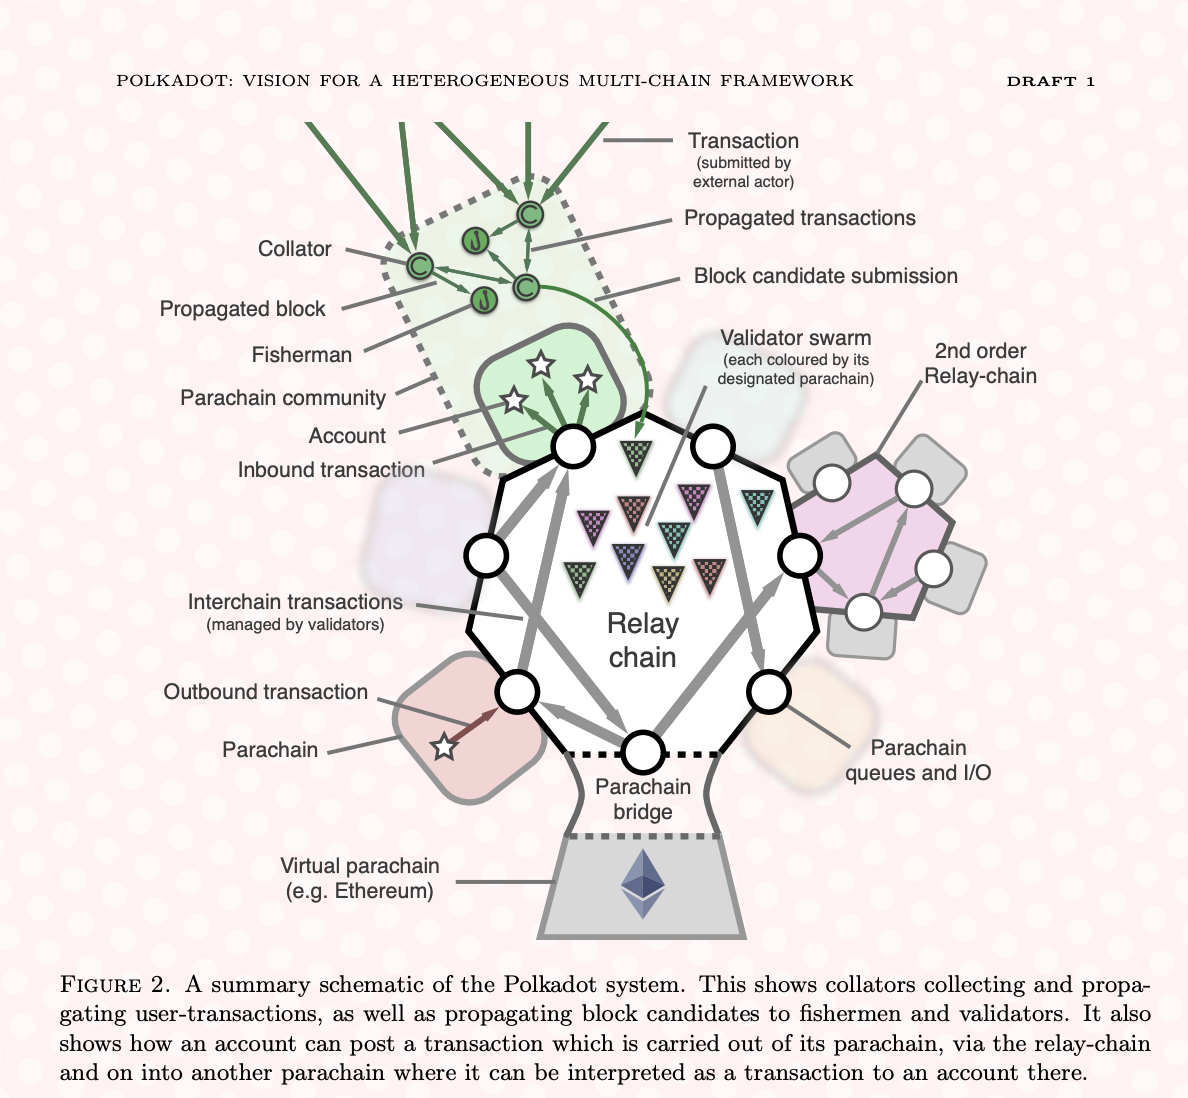 POLKADOT: VISION FOR A HETEROGENEOUS MULTI-CHAIN FRAMEWORK
DRAFT 1
Transaction
(submitted by
external actor)
Propagated transactions
Collator
Block candidate submission
Propagated block
Validator swarm
(each coloured by its
designated parachain)
2nd order
Relay-chain
Fisherman
Parachain community
Account
Inbound transaction
Interchain transactions
(managed by validators)
Relay
chain
Outbound transaction
Parachain
Parachain
queues and I/O
Parachain
bridge
Virtual parachain
(e.g. Ethereum)
C
C
C
FIGURE 2. A summary schematic of the Polkadot system. This shows collators collecting and propa-
gating user-transactions, as well as propagating block candidates to fishermen and validators. It also
shows how an account can post a transaction which is carried out of its parachain, via the relay-chain
and on into another parachain where it can be interpreted as a transaction to an account there.